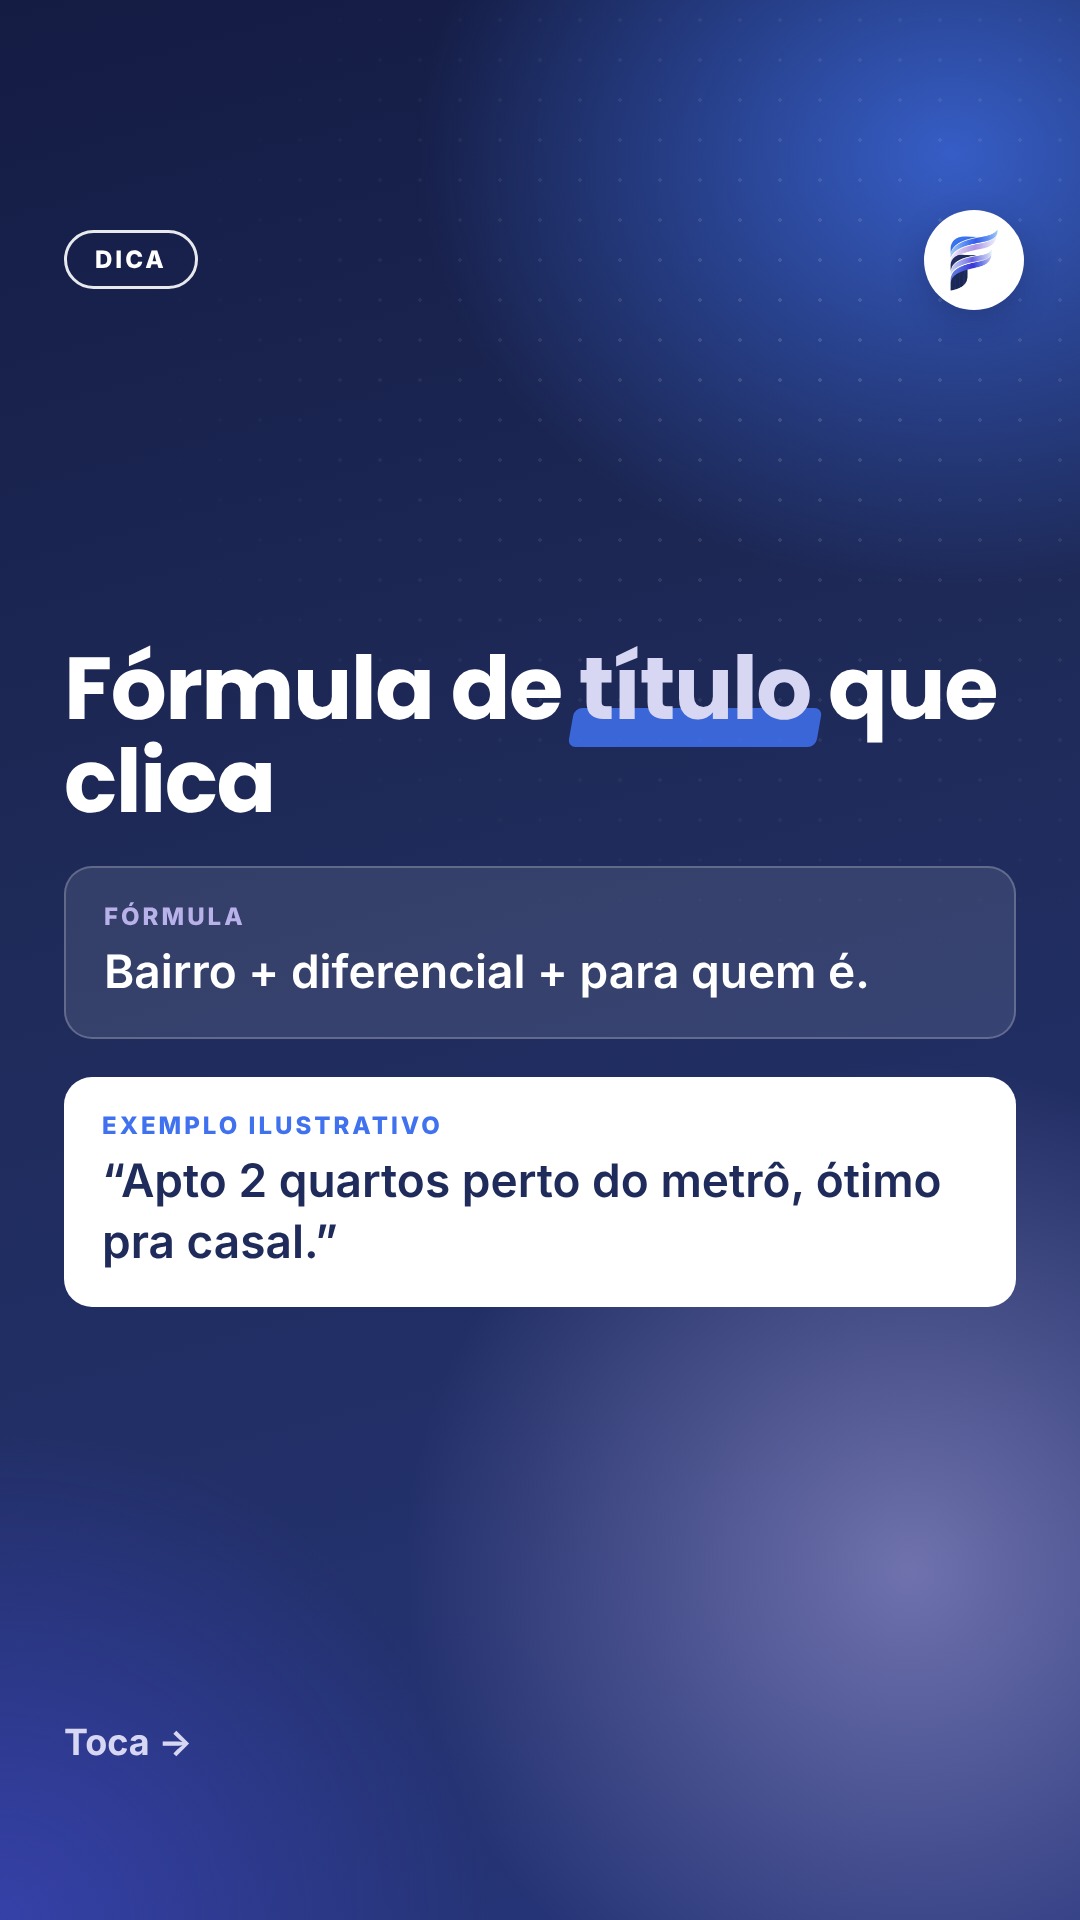 DICA
Fórmula de título que
clica
FÓRMULA
Bairro + diferencial + para quem é.
EXEMPLO ILUSTRATIVO
“Apto 2 quartos perto do metrô, ótimo
pra casal.”
Toca →